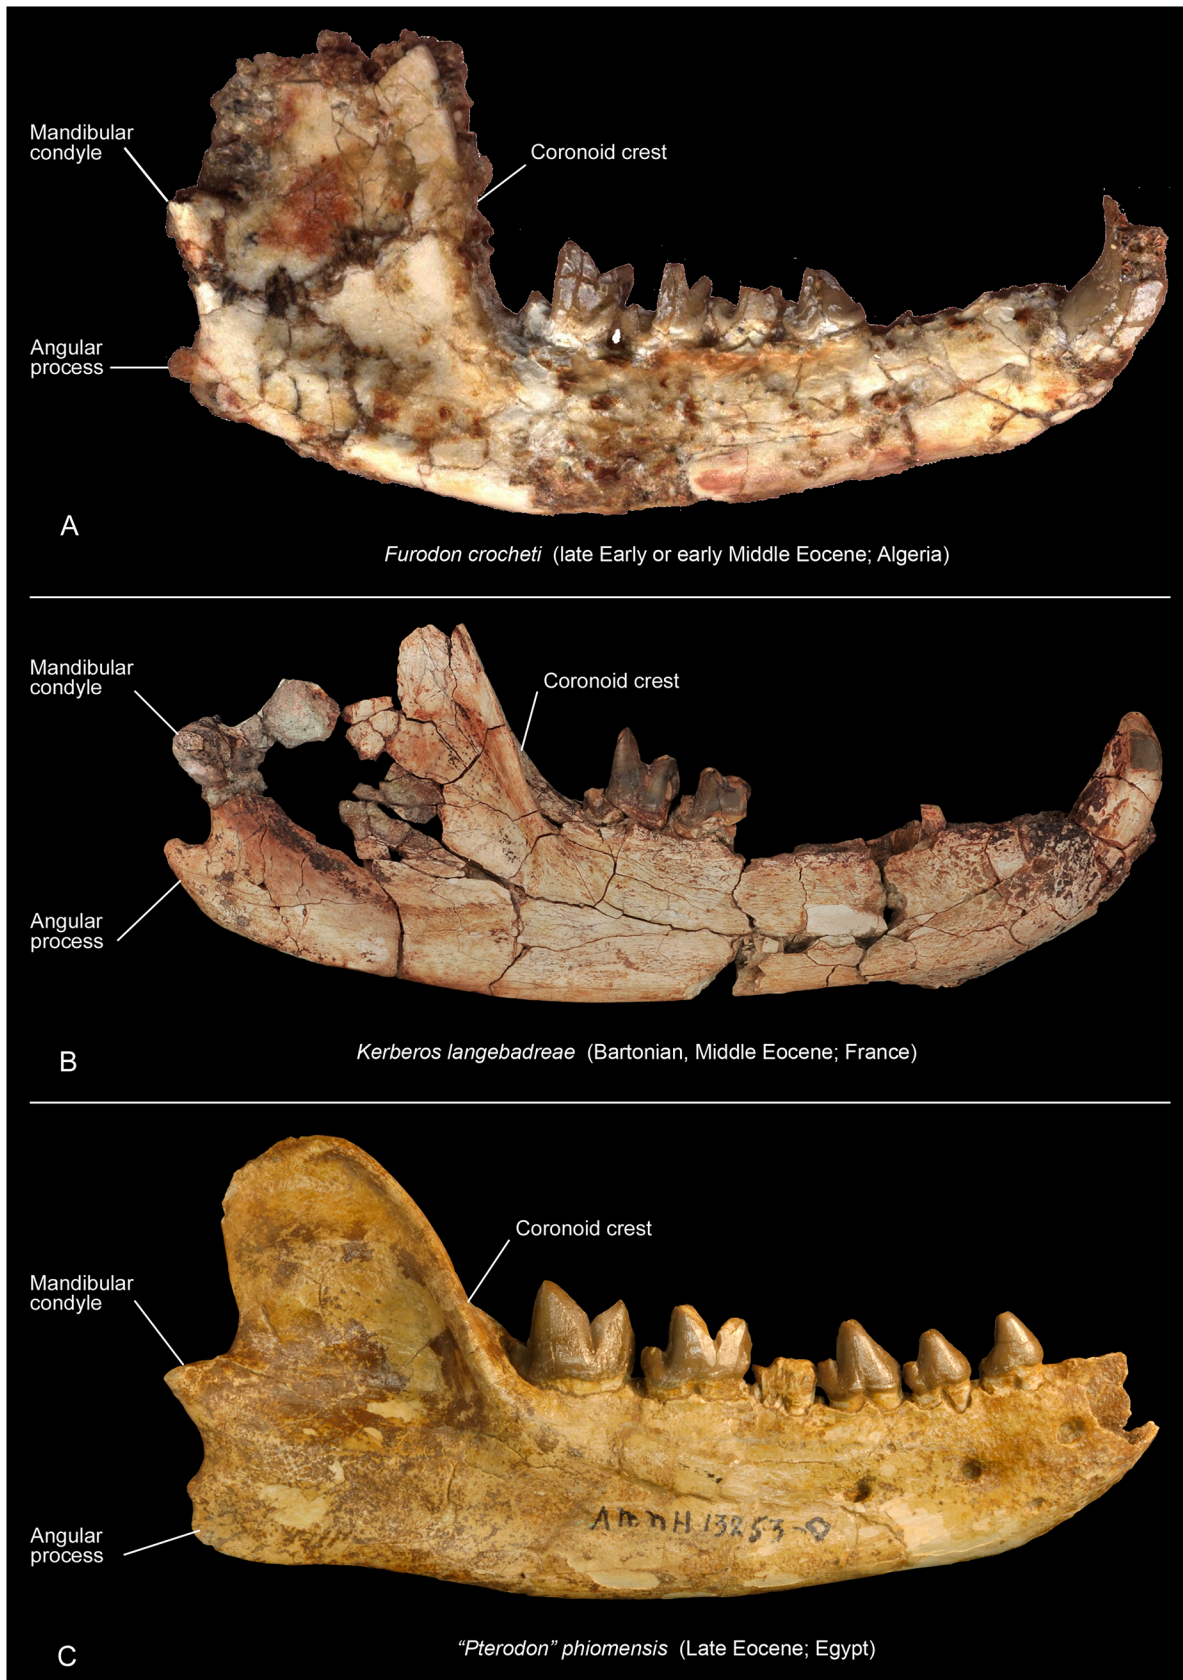 Mandibular
condyle
Coronoid crest
Angular
process
A
Furodon crocheti (late Early or early Middle Eocene; Algeria)
Mandibular
condyle
Coronoid crest
Angular
process
B
Kerberos langebadreae (Bartonian, Middle Eocene; France)
Mandibular
condyle
Coronoid crest
AMNH 13253
Angular
process
C
“Pterodon” phiomensis (Late Eocene; Egypt)